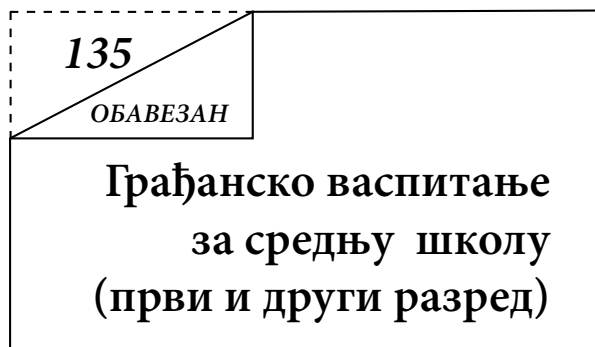 135
ОБАВЕЗАН
Грађанско васпитање
за средњу школу
(први и други разред)